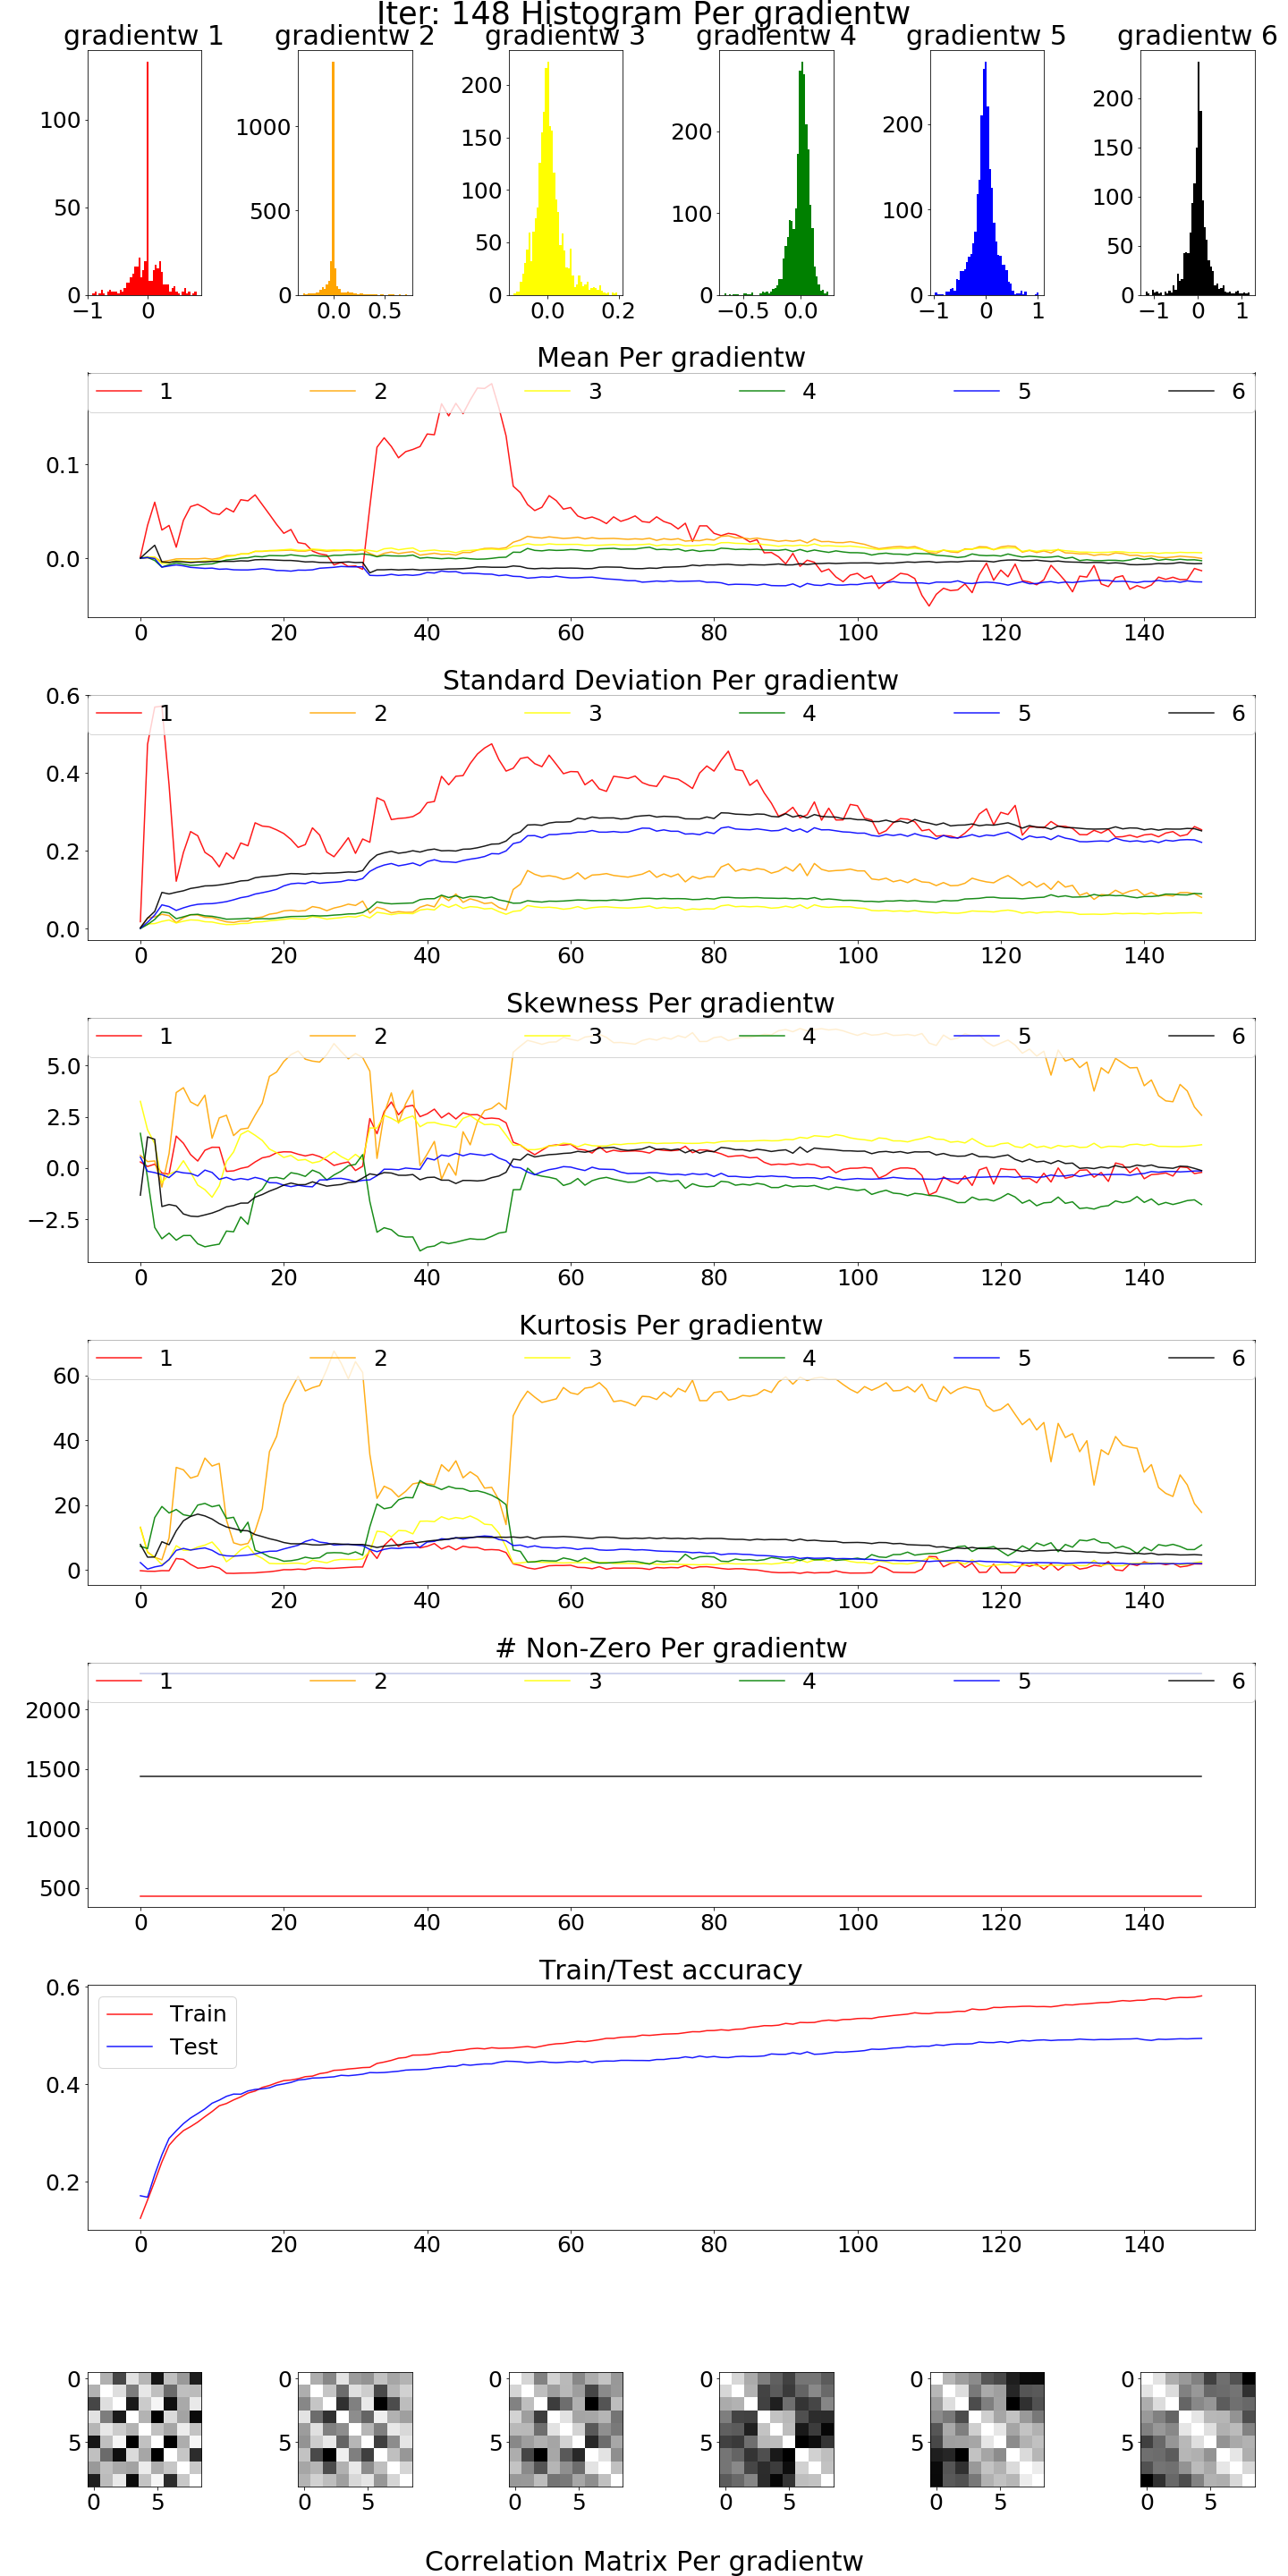 Iter: 148 Histogram Per gradientw
gradientw 1 gradientw 2 gradientw 3 gradientw 4 gradientw 5 gradientw 6
100
50
0
−1 0
1000
500
0
0.0 0.5
200
150
100
50
0
0.0 0.2
200
100
0
−0.5 0.0
200
100
0
−1 0 1
200
150
100
50
0
−1 0 1
Mean Per gradientw
1 2 3 4 5 6
0.1
0.0
0 20 40 60 80 100 120 140
Standard Deviation Per gradientw
0.6
1 2 3 4 5 6
0.4
0.2
0.0
0 20 40 60 80 100 120 140
Skewness Per gradientw
1 2 3 4 5 6
5.0
2.5
0.0
−2.5
0 20 40 60 80 100 120 140
Kurtosis Per gradientw
1 2 3 4 5 6
60
40
20
0
0 20 40 60 80 100 120 140
# Non-Zero Per gradientw
1 2 3 4 5 6
2000
1500
1000
500
0 20 40 60 80 100 120 140
Train/Test accuracy
0.6
Train
Test
0.4
0.2
0 20 40 60 80 100 120 140
0 0 0 0 0 0
5 5 5 5 5 5
0 5 0 5 0 5 0 5 0 5 0 5
Correlation Matrix Per gradientw